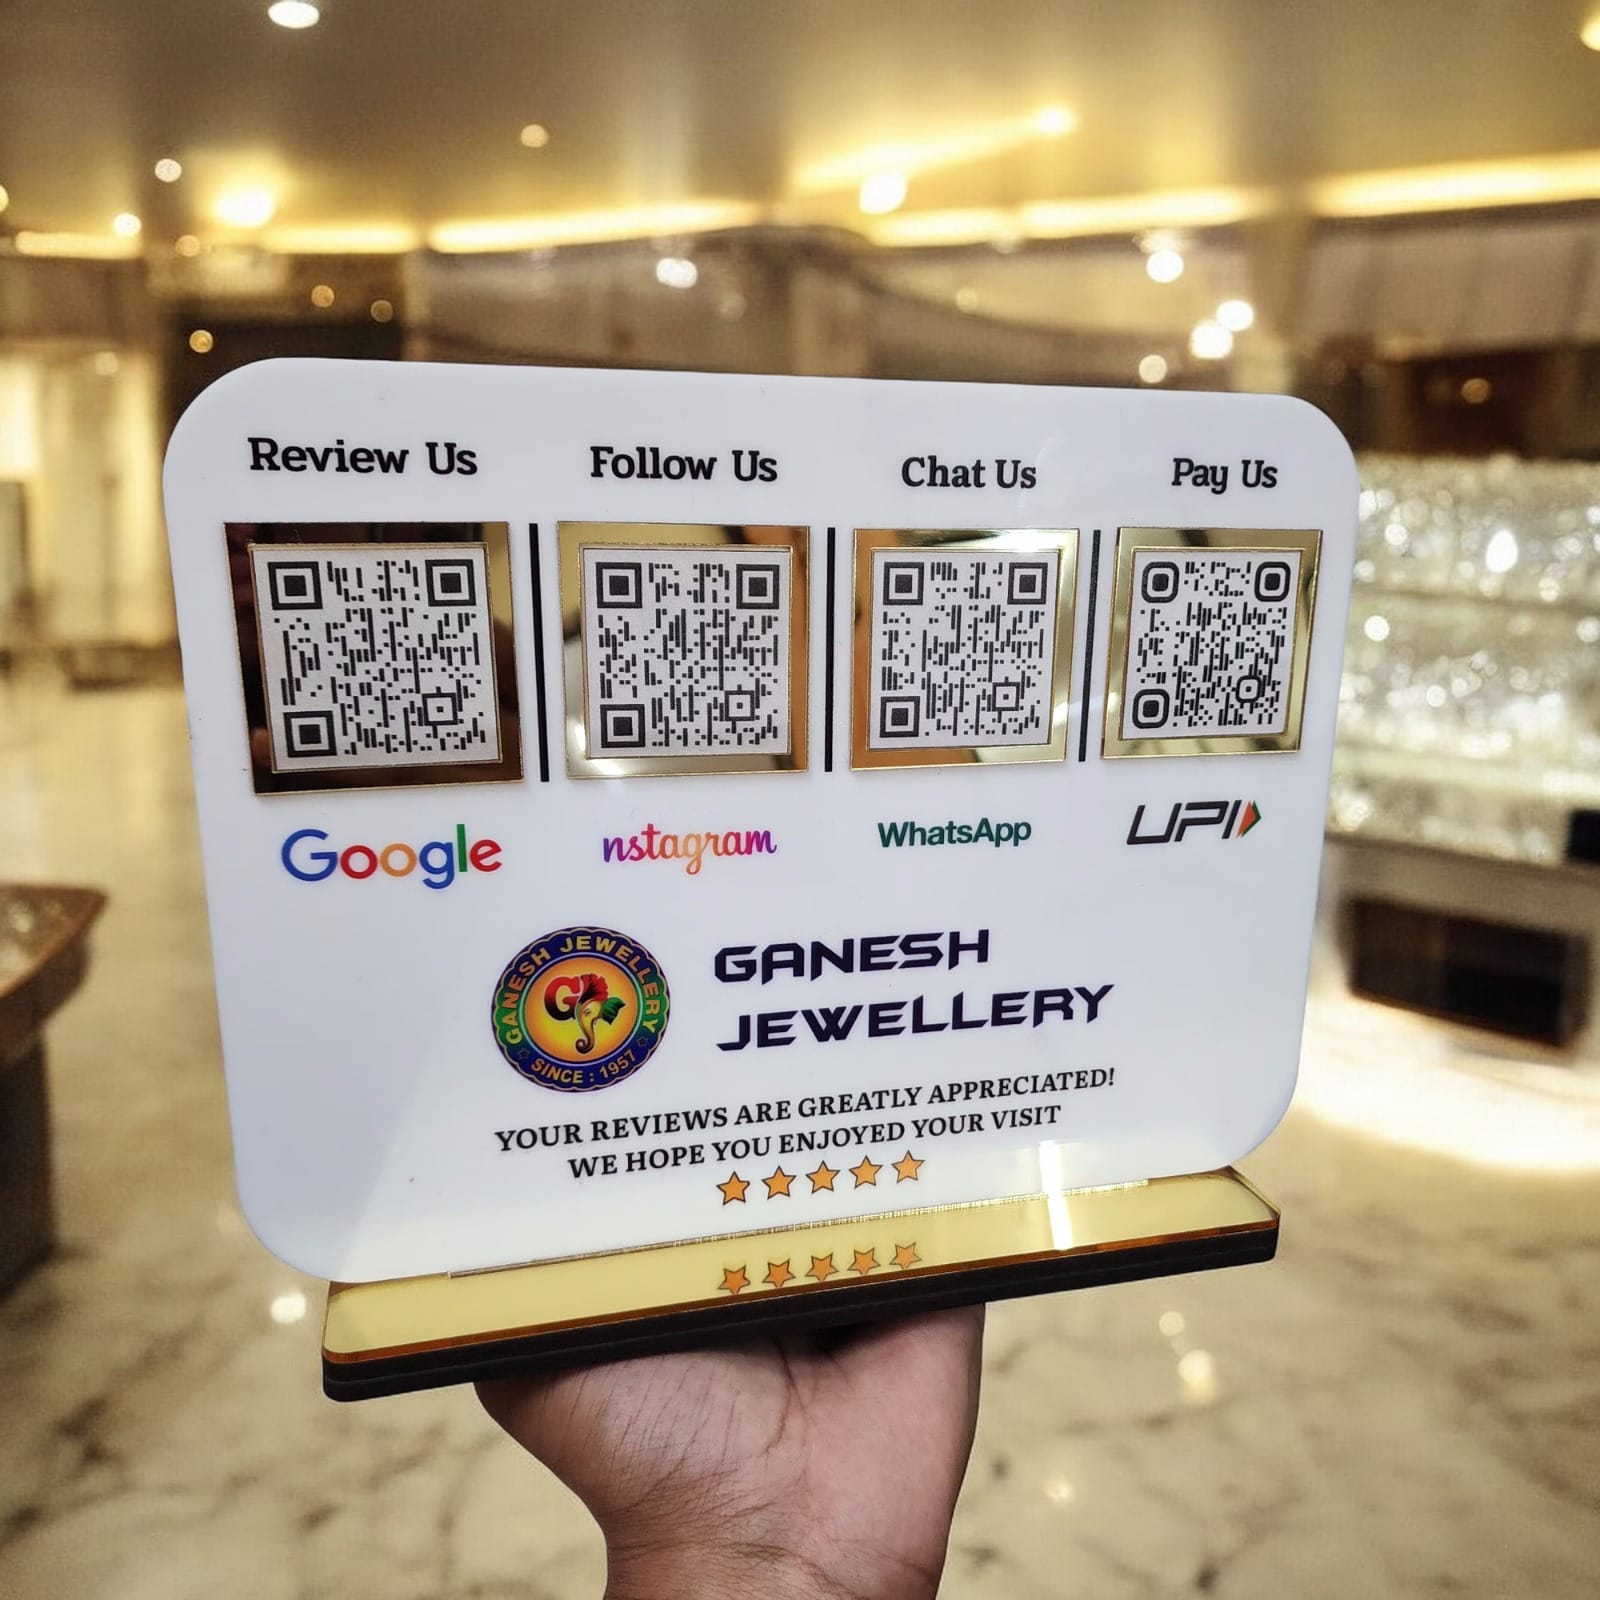 Review Us
Follow Us
Chat Us
Pay Us
Google
nstagram
WhatsApp
UPI
GANESH JEWELLERY
GJ
SINCE : 1957
GANESH
JEWELLERY
YOUR REVIEWS ARE GREATLY APPRECIATED!
WE HOPE YOU ENJOYED YOUR VISIT